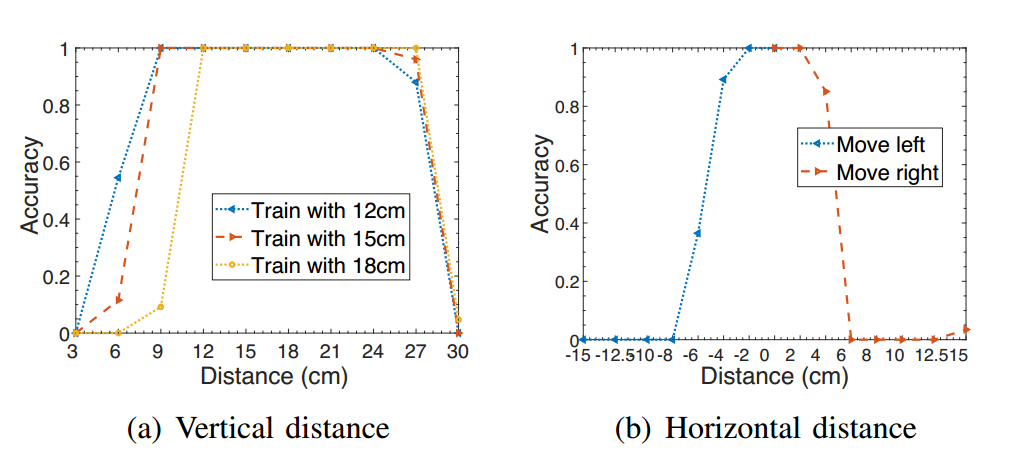 1
0.8
0.6
0.4
0.2
0
Accuracy
Train with 12cm
Train with 15cm
Train with 18cm
3 6 9 12 15 18 21 24 27 30
Distance (cm)
(a) Vertical distance
1
0.8
0.6
0.4
0.2
0
Accuracy
Move left
Move right
-15 -12.5 -10 -8 -6 -4 -2 0 2 4 6 8 10 12.5 15
Distance (cm)
(b) Horizontal distance